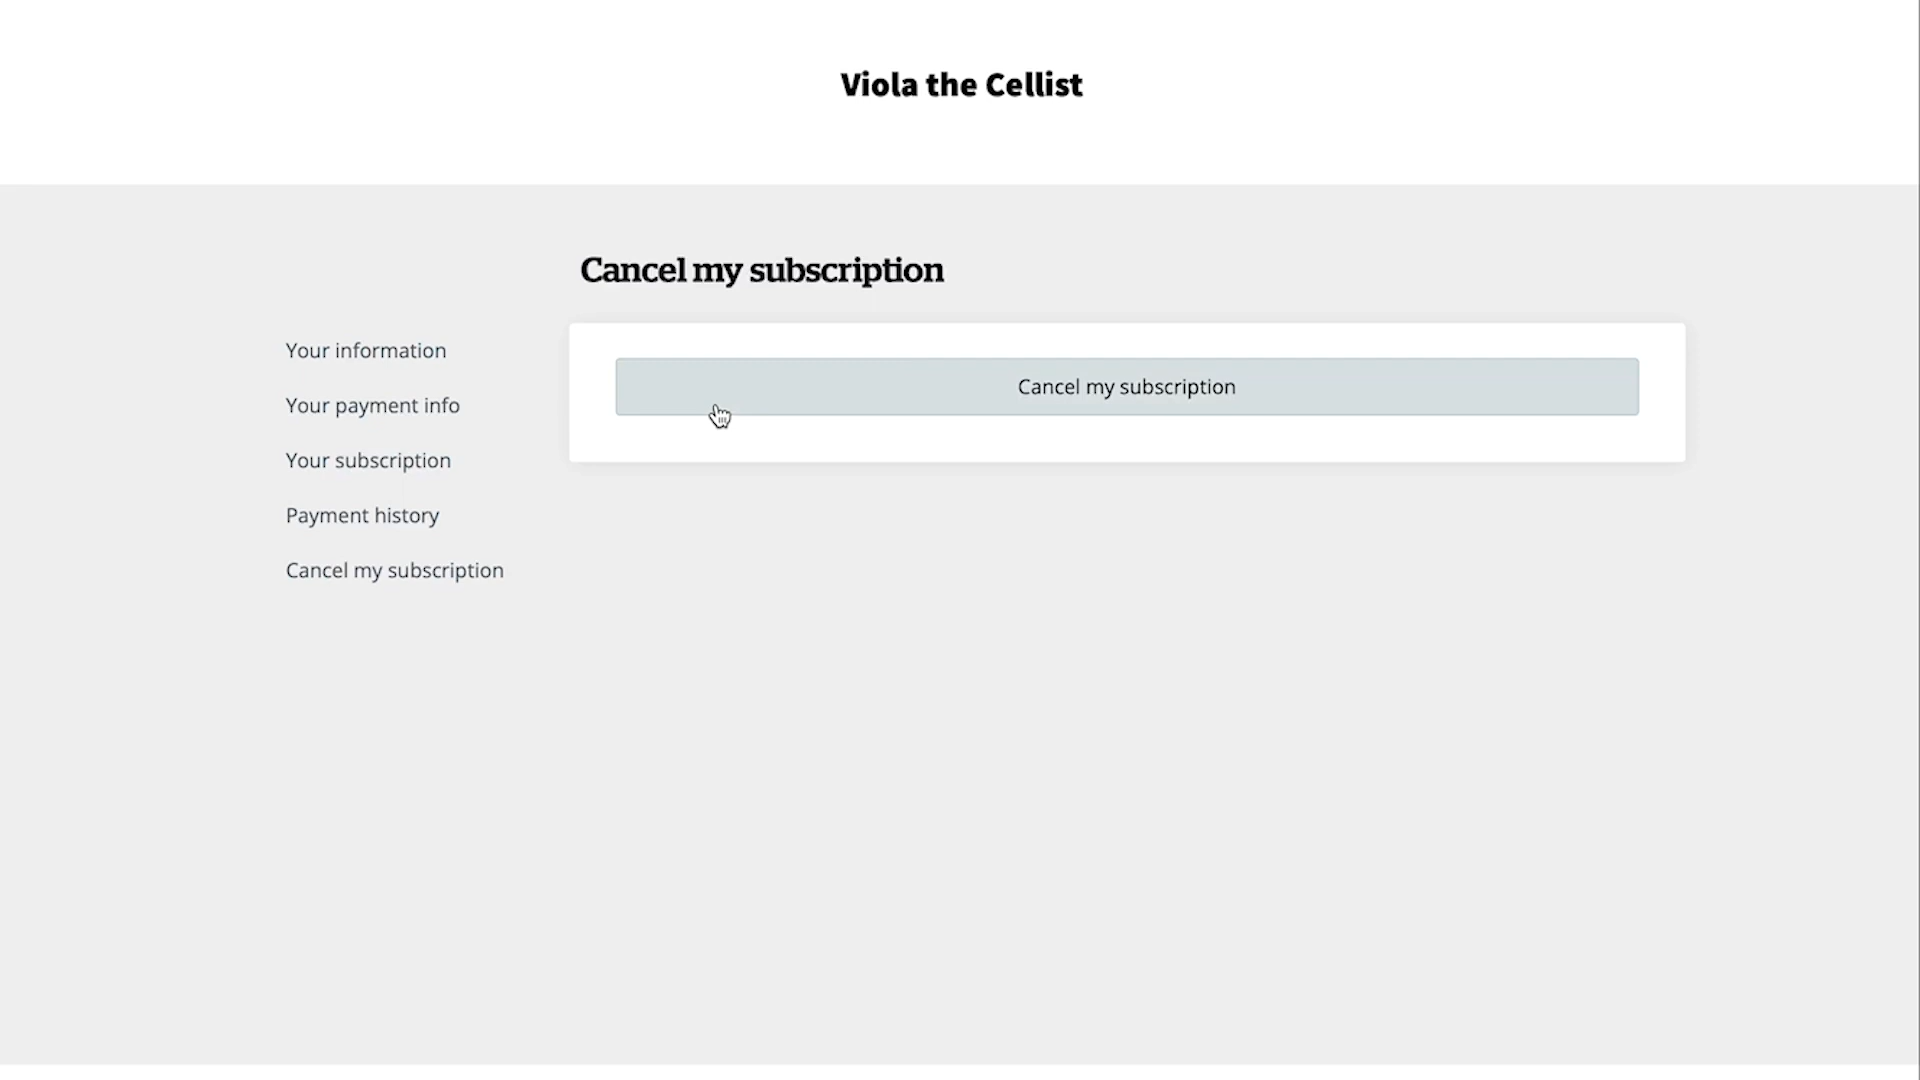 Viola the Cellist
Cancel my subscription
Your information
Your payment info
Your subscription
Payment history
Cancel my subscription
Cancel my subscription